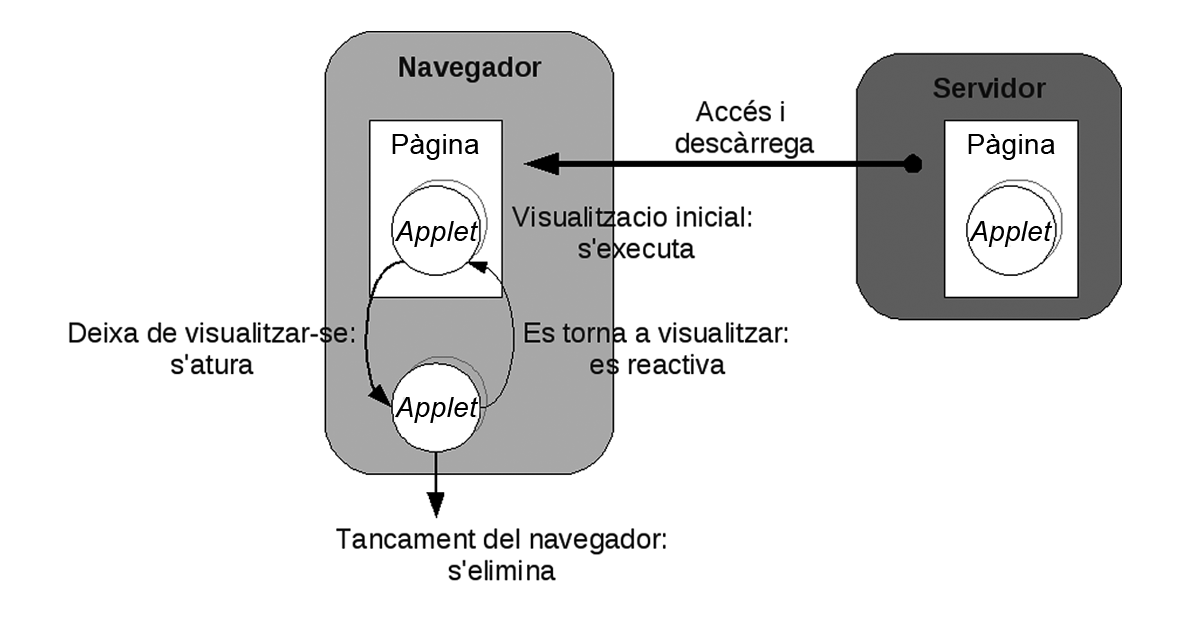 Navegador
Servidor
Accés i
descàrrega
Pàgina
Pàgina
Applet
Applet
Visualitzacio inicial:
s'executa
Deixa de visualitzar-se:
s'atura
Es torna a visualitzar:
es reactiva
Applet
Tancament del navegador:
s'elimina